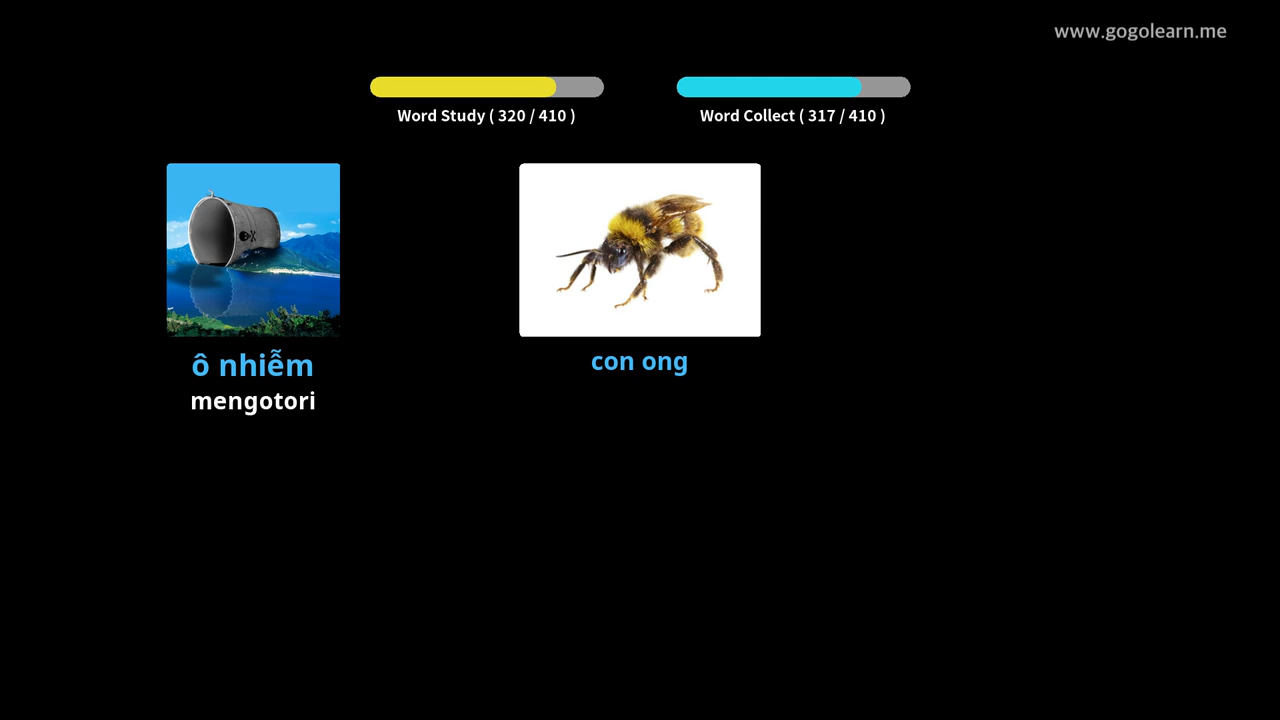 www.gogolearn.me
Word Study ( 320 / 410 )
Word Collect ( 317 / 410 )
ô nhiễm
mengotori
con ong